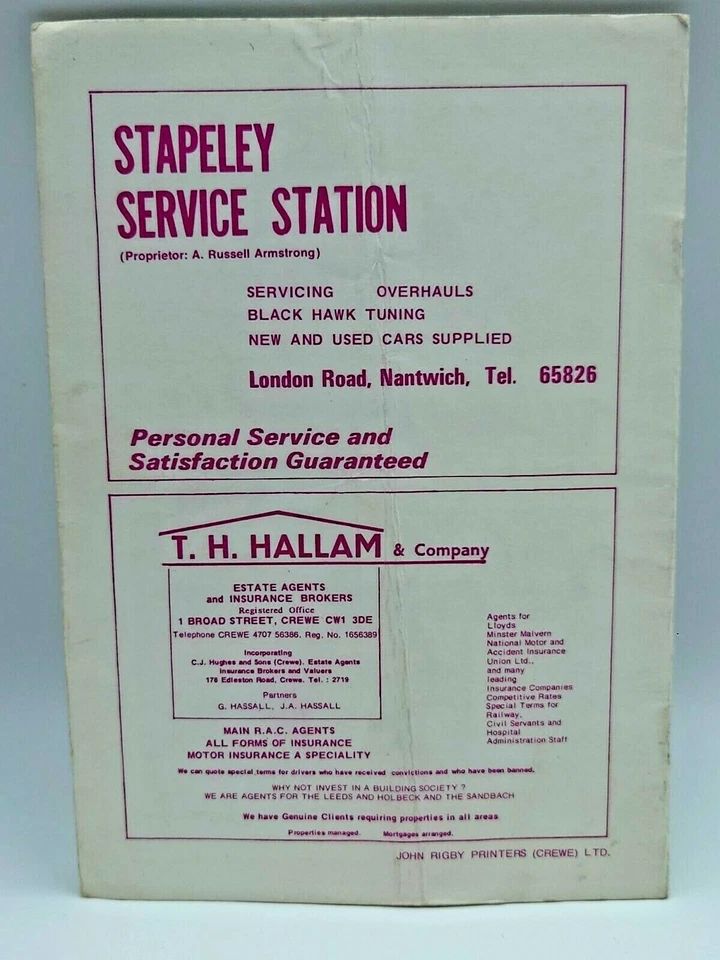 STAPELEY
SERVICE STATION
(Proprietor: A. Russell Armstrong)
SERVICING OVERHAULS
BLACK HAWK TUNING
NEW AND USED CARS SUPPLIED
London Road, Nantwich, Tel. 65826
Personal Service and
Satisfaction Guaranteed
T. H. HALLAM & Company
ESTATE AGENTS
and INSURANCE BROKERS
Registered Office
1 BROAD STREET, CREWE CW1 3DE
Telephone CREWE 4707 56386. Reg. No. 1656389
Incorporating
C.J. Hughes and Sons (Crewe). Estate Agents
Insurance Brokers and Valuers
176 Edleston Road, Crewe. Tel. : 2719
Partners
G. HASSALL, J.A. HASSALL
Agents for
Lloyds
Minster Malvern
National Motor and
Accident Insurance
Union Ltd.,
and many
leading
Insurance Companies
Competitive Rates
Special Terms for
Railway,
Civil Servants and
Hospital
Administration Staff
MAIN R.A.C. AGENTS
ALL FORMS OF INSURANCE
MOTOR INSURANCE A SPECIALITY
We can quote special terms for drivers who have received convictions and who have been banned.
WHY NOT INVEST IN A BUILDING SOCIETY ?
WE ARE AGENTS FOR THE LEEDS AND HOLBECK AND THE SANDBACH
We have Genuine Clients requiring properties in all areas
Properties managed. Mortgages arranged.
JOHN RIGBY PRINTERS (CREWE) LTD.